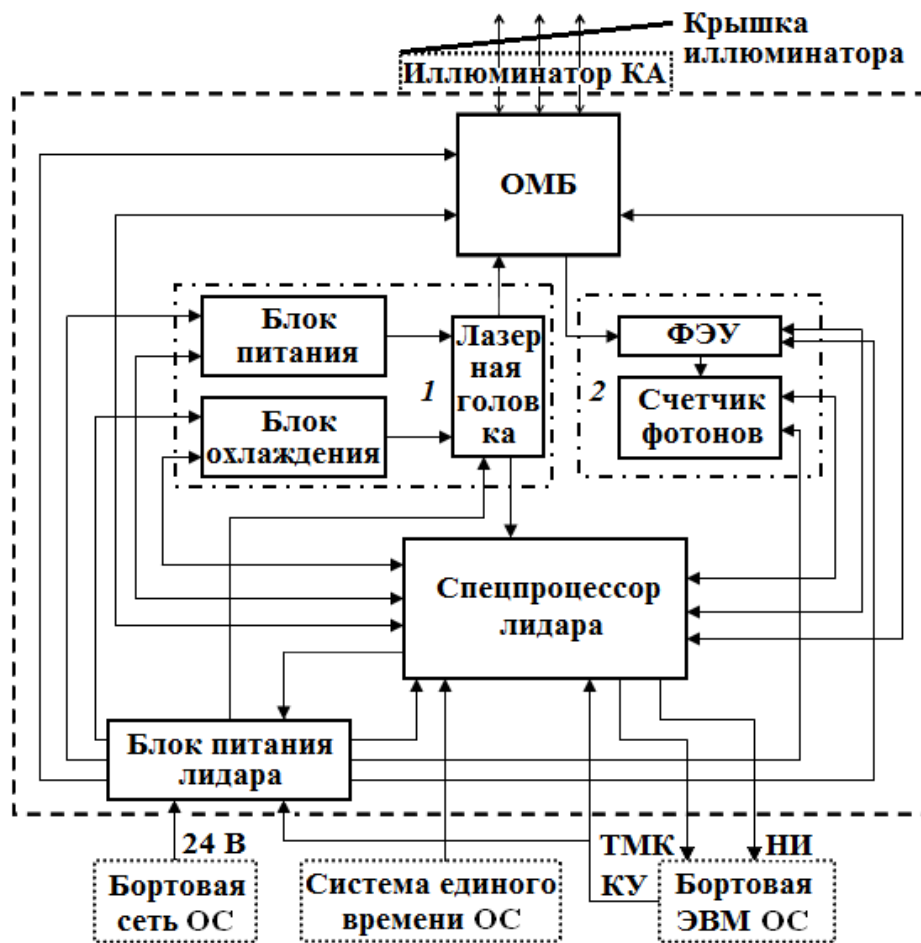 Крышка
иллюминатора
Иллюминатор КА
ОМБ
Блок
питания
Лазер
ная
голов
ка
1
Блок
охлаждения
ФЭУ
2
Счетчик
фотонов
Спецпроцессор
лидара
Блок питания
лидара
24 В
ТМК
НИ
КУ
Бортовая
сеть ОС
Система единого
времени ОС
Бортовая
ЭВМ ОС